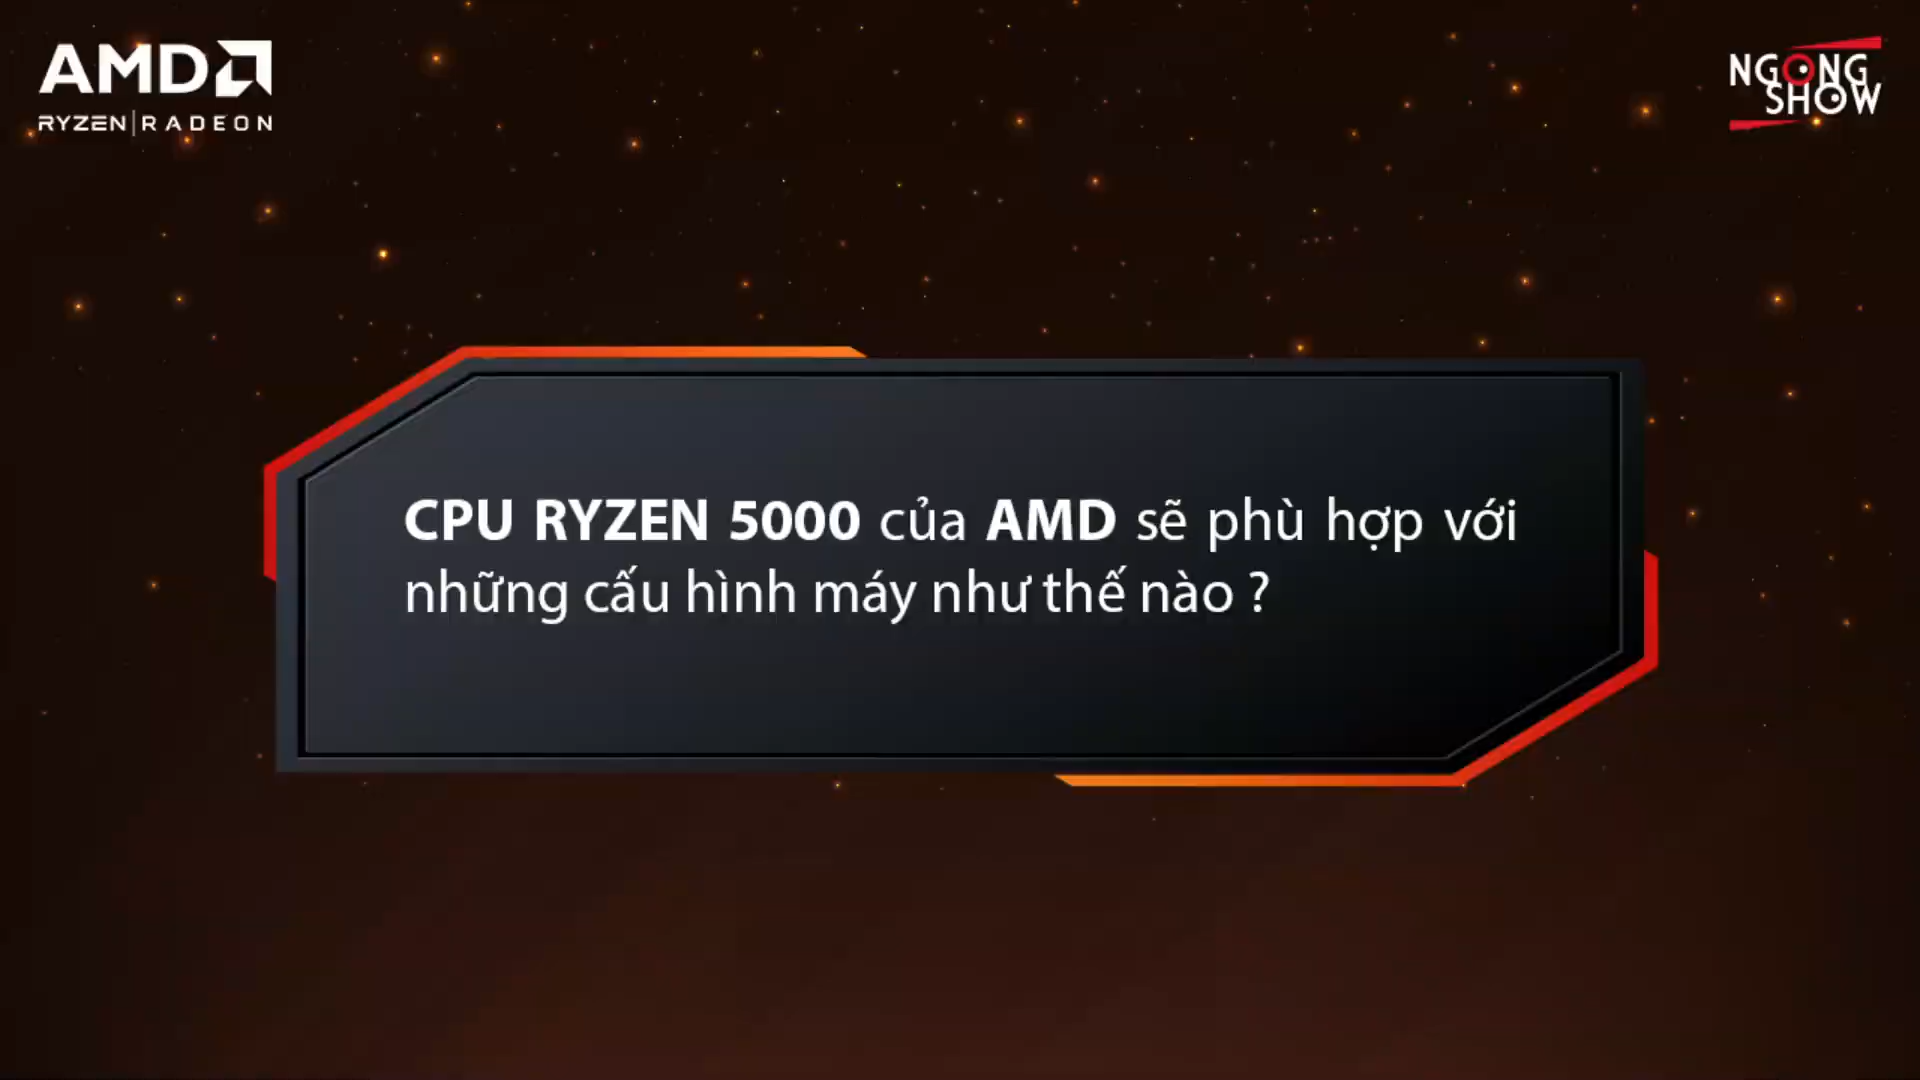 AMD
RYZEN | RADEON
NGONG
SHOW
CPU RYZEN 5000 của AMD sẽ phù hợp với
những cấu hình máy như thế nào ?